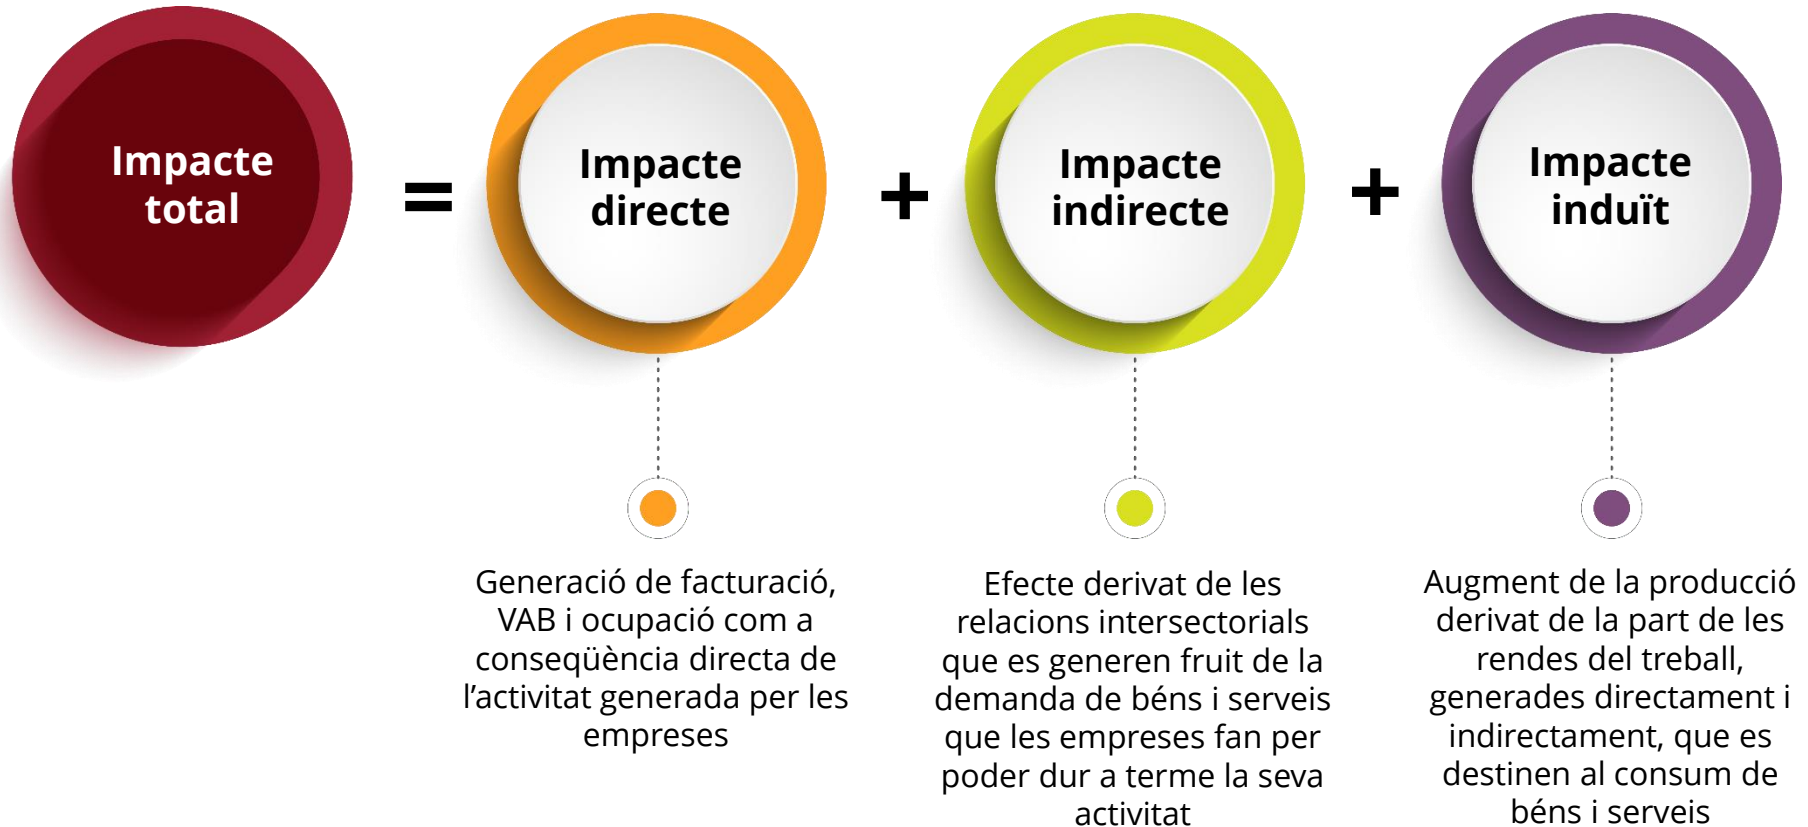 Impacte
total
=
Impacte
directe
+
Impacte
indirecte
+
Impacte
induït
Generació de facturació,
VAB i ocupació com a
conseqüència directa de
l’activitat generada per les
empreses
Efecte derivat de les
relacions intersectorials
que es generen fruit de la
demanda de béns i serveis
que les empreses fan per
poder dur a terme la seva
activitat
Augment de la producció
derivat de la part de les
rendes del treball,
generades directament i
indirectament, que es
destinen al consum de
béns i serveis